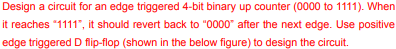 Design a circuit for an edge triggered 4-bit binary up counter (0000 to 1111). When
it reaches “1111”, it should revert back to “0000” after the next edge. Use positive
edge triggered D flip-flop (shown in the below figure) to design the circuit.